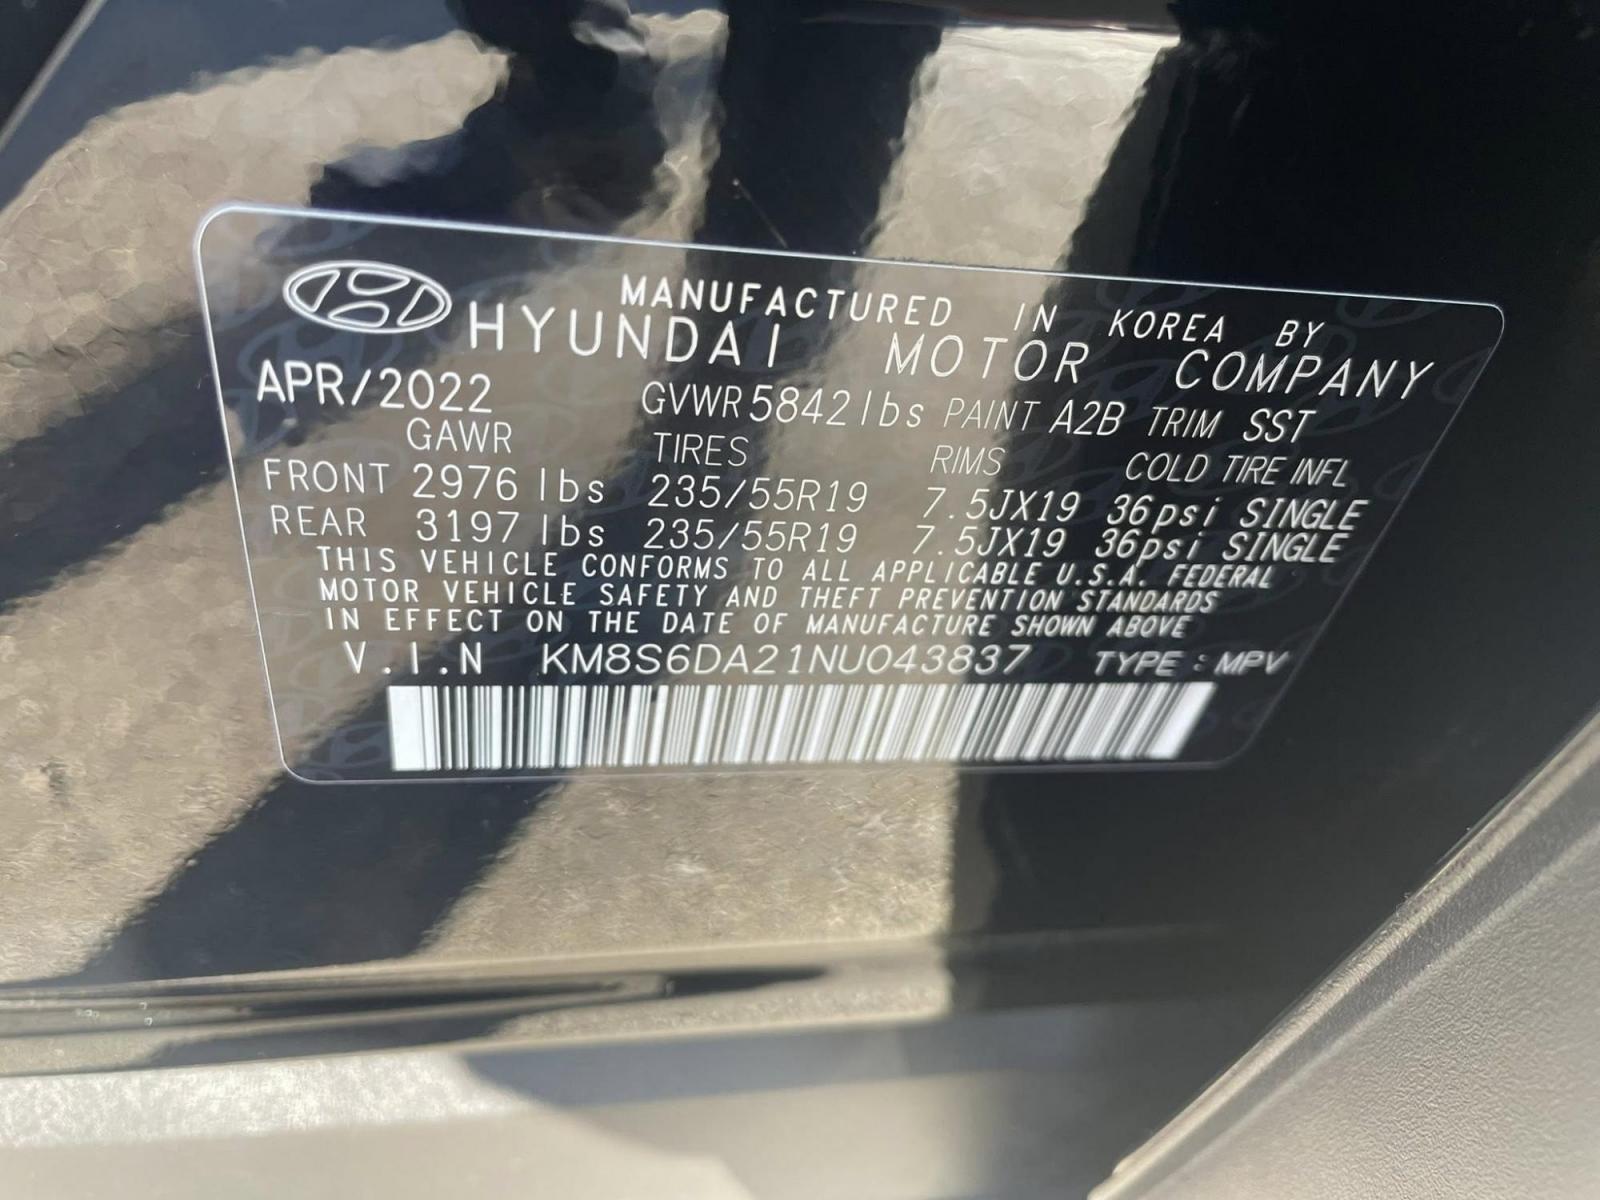 MANUFACTURED IN KOREA BY
HYUNDAI MOTOR COMPANY
APR/2022 GVWR 5842 lbs PAINT A2B TRIM SST
GAWR TIRES RIMS COLD TIRE INFL
FRONT 2976 lbs 235/55R19 7.5JX19 36psi SINGLE
REAR 3197 lbs 235/55R19 7.5JX19 36psi SINGLE
THIS VEHICLE CONFORMS TO ALL APPLICABLE U.S.A. FEDERAL
MOTOR VEHICLE SAFETY AND THEFT PREVENTION STANDARDS
IN EFFECT ON THE DATE OF MANUFACTURE SHOWN ABOVE
V.I.N KM8S6DA21NU043837 TYPE : MPV